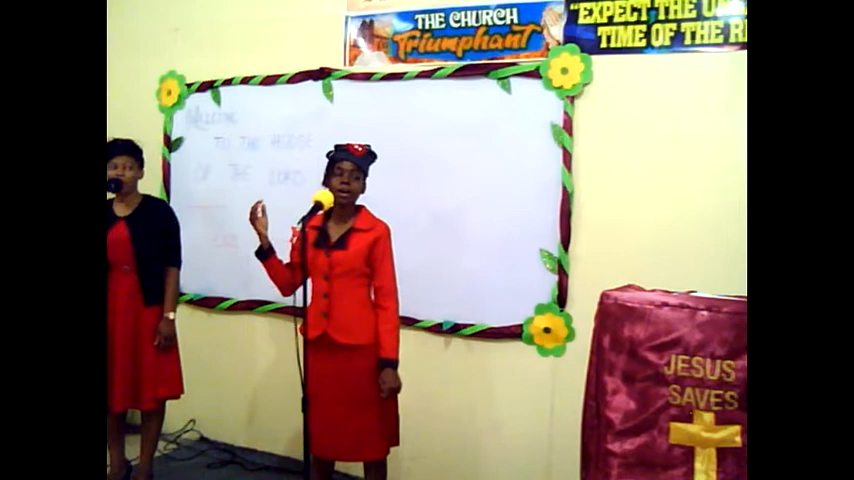 THE CHURCH
Triumphant
"EXPECT THE
TIME OF THE
WELCOME
TO THE HOUSE
OF THE LORD
JESUS
SAVES